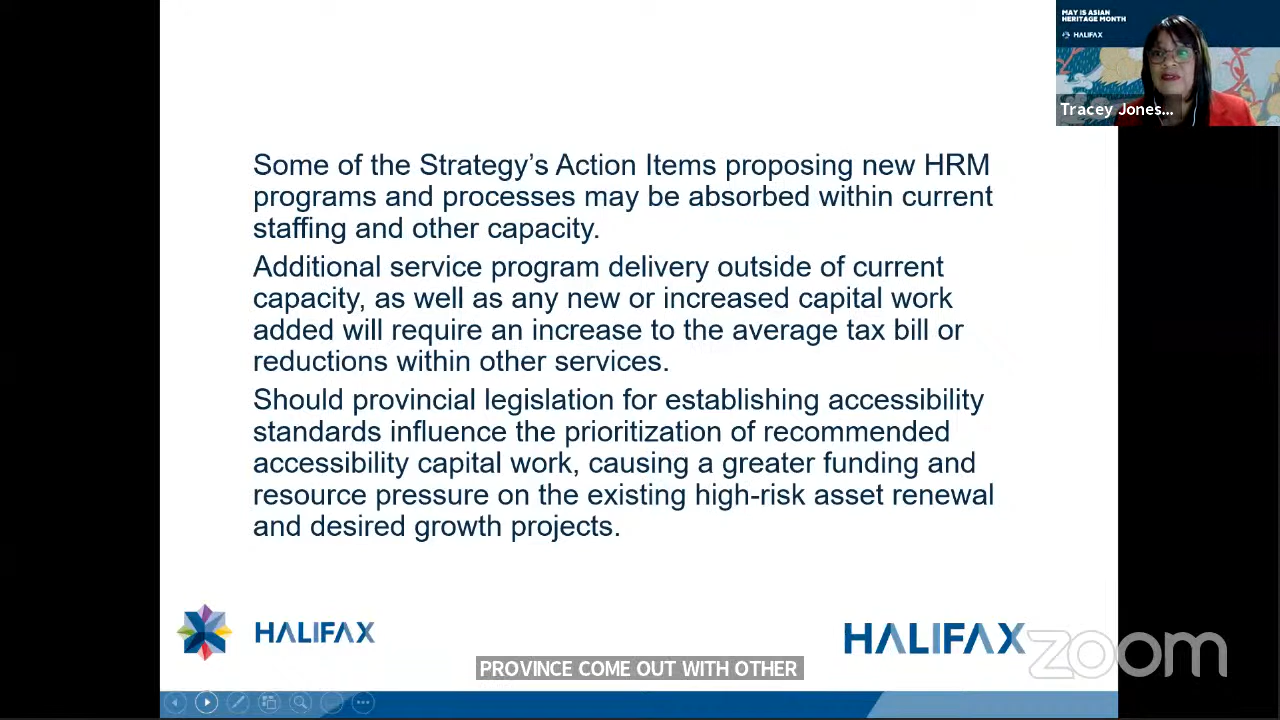 MAY IS ASIAN
HERITAGE MONTH
HALIFAX
Tracey Jones...
Some of the Strategy's Action Items proposing new HRM
programs and processes may be absorbed within current
staffing and other capacity.
Additional service program delivery outside of current
capacity, as well as any new or increased capital work
added will require an increase to the average tax bill or
reductions within other services.
Should provincial legislation for establishing accessibility
standards influence the prioritization of recommended
accessibility capital work, causing a greater funding and
resource pressure on the existing high-risk asset renewal
and desired growth projects.
HALIFAX
HALIFAX
zoom
PROVINCE COME OUT WITH OTHER